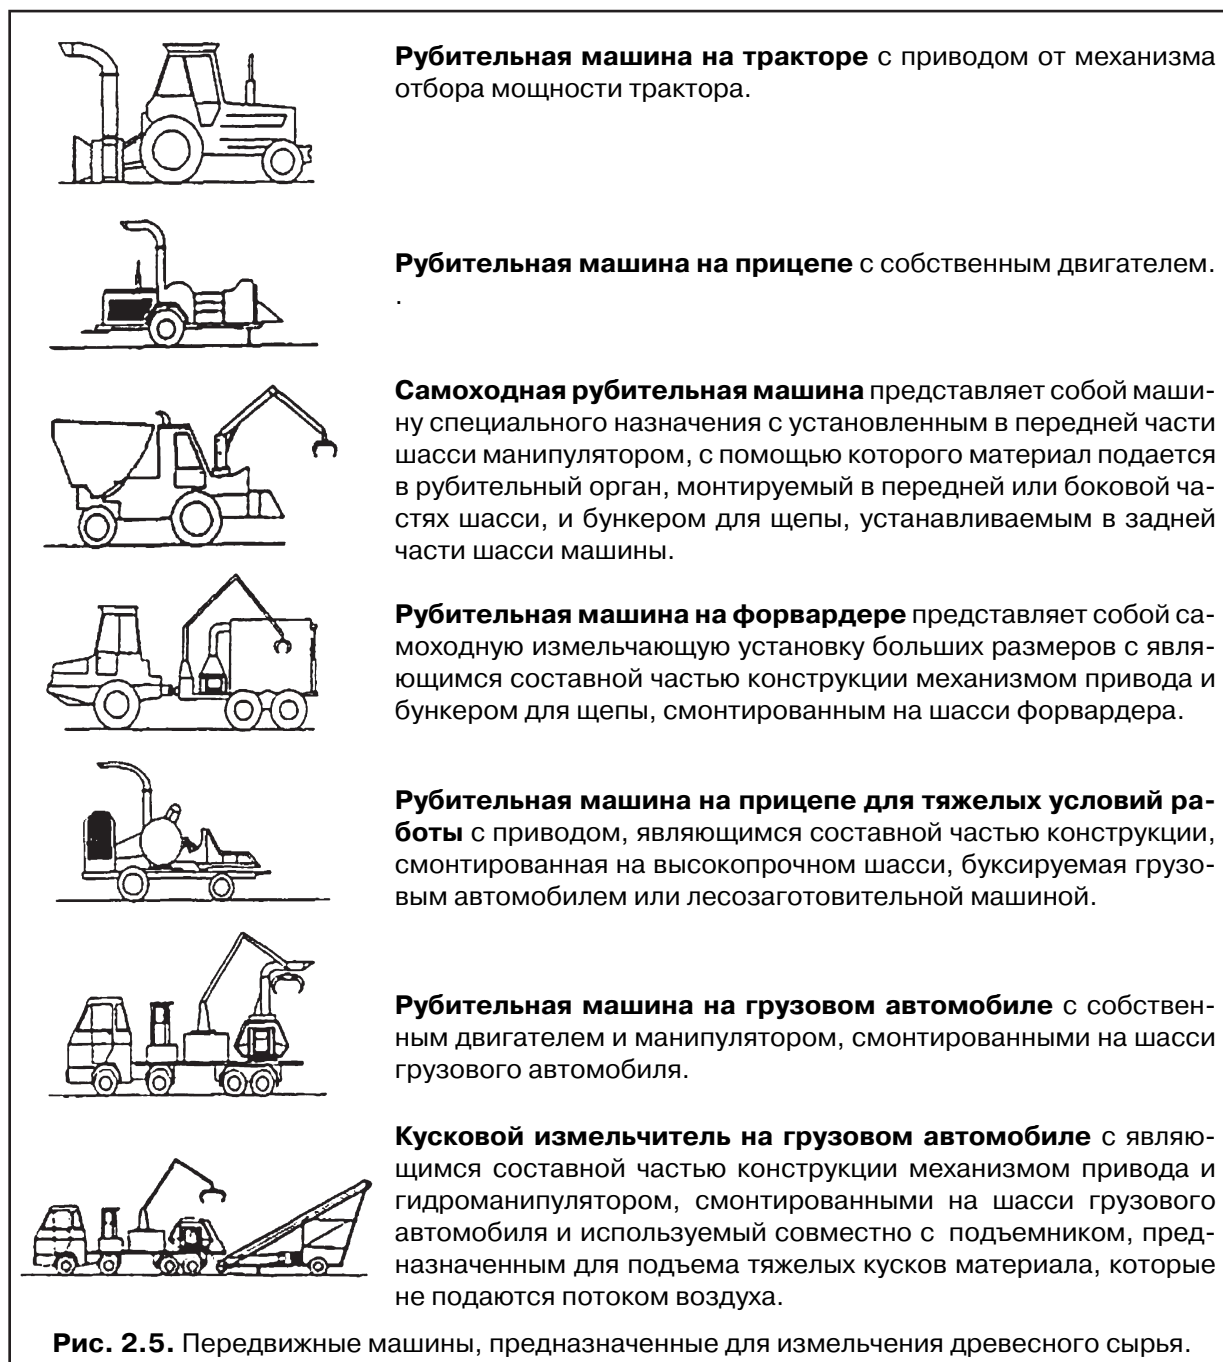 Рубительная машина на тракторе с приводом от механизма
отбора мощности трактора.
Рубительная машина на прицепе с собственным двигателем.
.
Самоходная рубительная машина представляет собой маши-
ну специального назначения с установленным в передней части
шасси манипулятором, с помощью которого материал подается
в рубительный орган, монтируемый в передней или боковой ча-
стях шасси, и бункером для щепы, устанавливаемым в задней
части шасси машины.
Рубительная машина на форвардере представляет собой са-
моходную измельчающую установку больших размеров с явля-
ющимся составной частью конструкции механизмом привода и
бункером для щепы, смонтированным на шасси форвардера.
Рубительная машина на прицепе для тяжелых условий ра-
боты с приводом, являющимся составной частью конструкции,
смонтированная на высокопрочном шасси, буксируемая грузо-
вым автомобилем или лесозаготовительной машиной.
Рубительная машина на грузовом автомобиле с собствен-
ным двигателем и манипулятором, смонтированными на шасси
грузового автомобиля.
Кусковой измельчитель на грузовом автомобиле с явля-
ющимся составной частью конструкции механизмом привода и
гидроманипулятором, смонтированными на шасси грузового
автомобиля и используемый совместно с подъемником, пред-
назначенным для подъема тяжелых кусков материала, которые
не подаются потоком воздуха.
Рис. 2.5. Передвижные машины, предназначенные для измельчения древесного сырья.